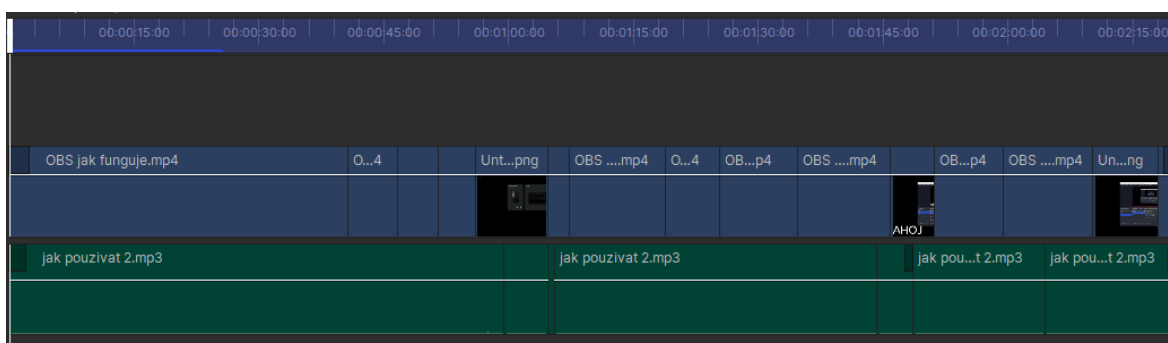 00:00:15:00 00:00:30:00 00:00:45:00 00:01:00:00 00:01:15:00 00:01:30:00 00:01:45:00 00:02:00:00 00:02:15:00
OBS jak funguje.mp4 O...4 Unt...png OBS ....mp4 O...4 OB...p4 OBS ....mp4 OB...p4 OBS ....mp4 Un...ng
AHOJ
jak pouzivat 2.mp3 jak pouzivat 2.mp3 jak pou...t 2.mp3 jak pou...t 2.mp3